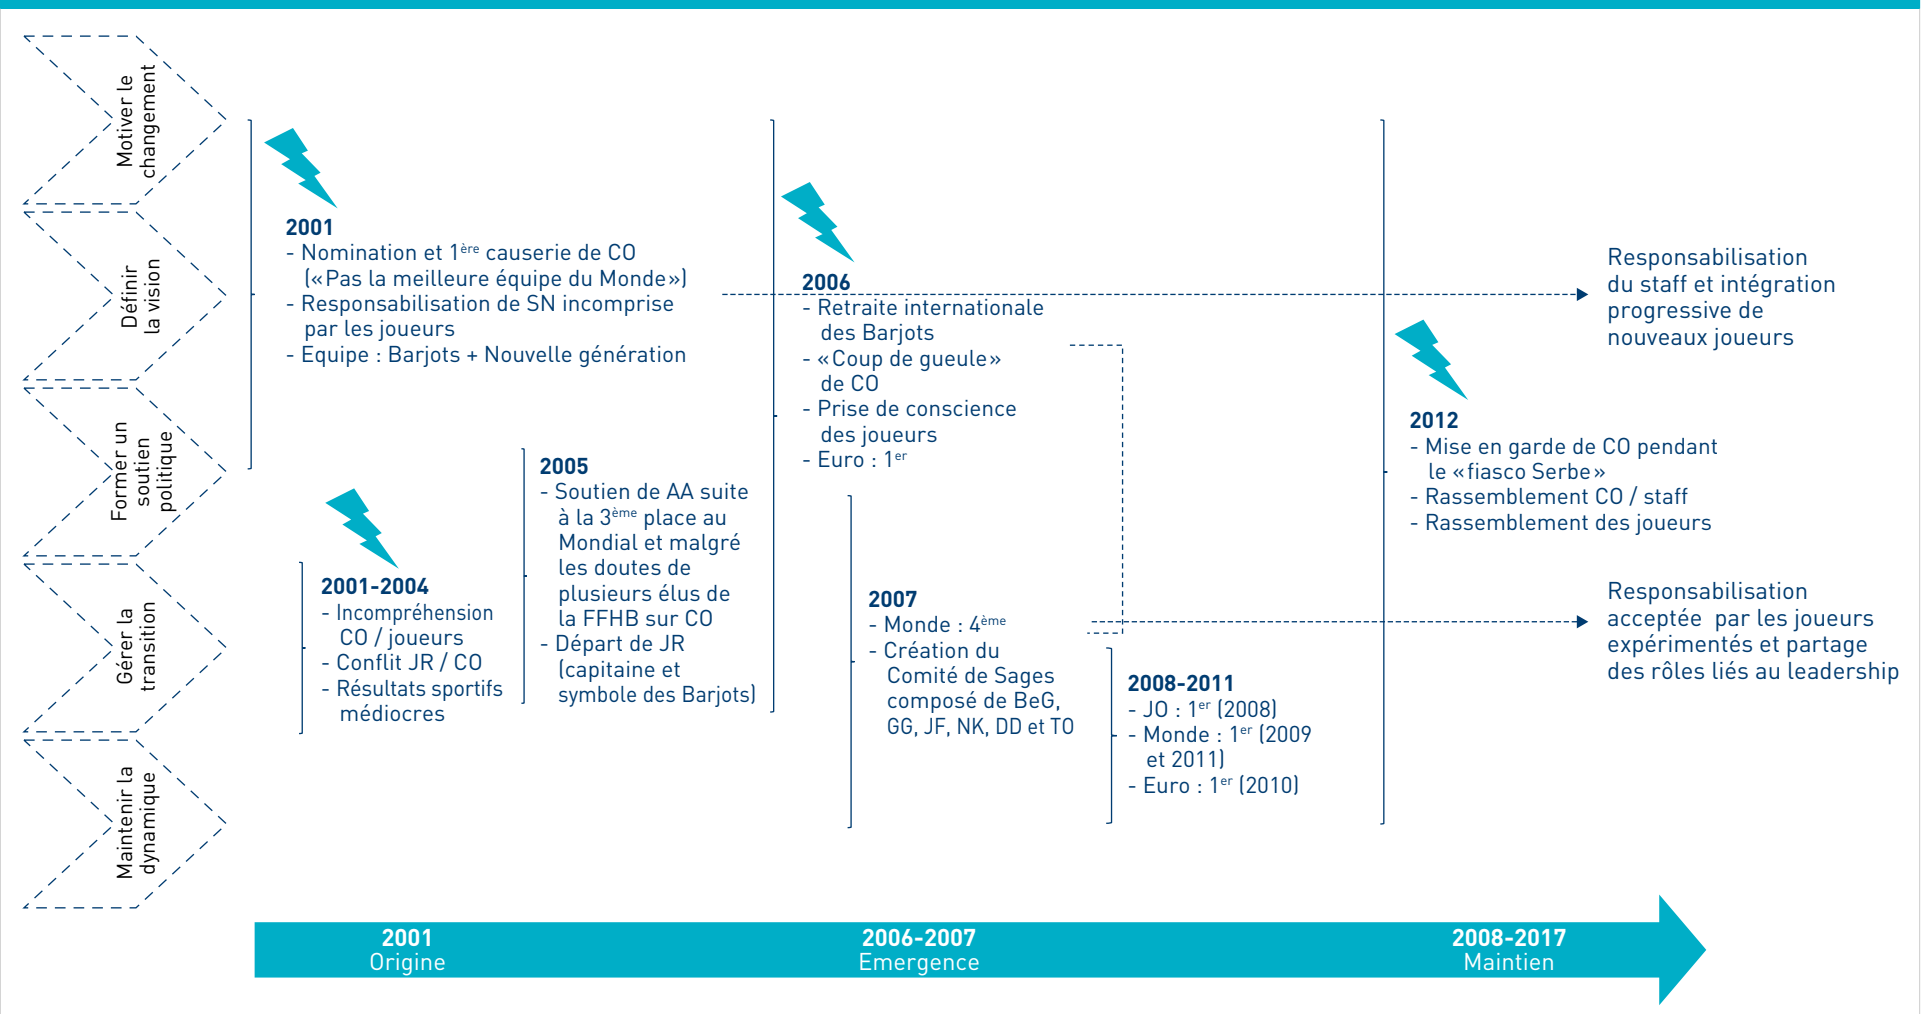 Motiver le
changement
Définir
la vision
Former un
soutien
politique
Gérer la
transition
Maintenir la
dynamique
2001
- Nomination et 1ère causerie de CO
(«Pas la meilleure équipe du Monde»)
- Responsabilisation de SN incomprise
par les joueurs
- Equipe : Barjots + Nouvelle génération
2001-2004
- Incompréhension
CO / joueurs
- Conflit JR / CO
- Résultats sportifs
médiocres
2005
- Soutien de AA suite
à la 3ème place au
Mondial et malgré
les doutes de
plusieurs élus de
la FFHB sur CO
- Départ de JR
(capitaine et
symbole des Barjots)
2006
- Retraite internationale
des Barjots
- «Coup de gueule»
de CO
- Prise de conscience
des joueurs
- Euro : 1er
2007
- Monde : 4ème
- Création du
Comité de Sages
composé de BeG,
GG, JF, NK, DD et TO
2008-2011
- JO : 1er (2008)
- Monde : 1er (2009
et 2011)
- Euro : 1er (2010)
2012
- Mise en garde de CO pendant
le «fiasco Serbe»
- Rassemblement CO / staff
- Rassemblement des joueurs
Responsabilisation
du staff et intégration
progressive de
nouveaux joueurs
Responsabilisation
acceptée par les joueurs
expérimentés et partage
des rôles liés au leadership
2001
Origine
2006-2007
Emergence
2008-2017
Maintien